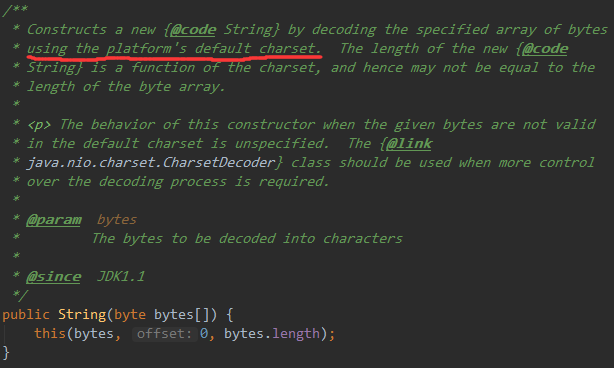 /**
* Constructs a new {@code String} by decoding the specified array of bytes
* using the platform's default charset.  The length of the new {@code
* String} is a function of the charset, and hence may not be equal to the
* length of the byte array.
*
* <p> The behavior of this constructor when the given bytes are not valid
* in the default charset is unspecified.  The {@link
* java.nio.charset.CharsetDecoder} class should be used when more control
* over the decoding process is required.
*
* @param  bytes
*         The bytes to be decoded into characters
*
* @since  JDK1.1
*/
public String(byte bytes[]) {
    this(bytes, offset: 0, bytes.length);
}